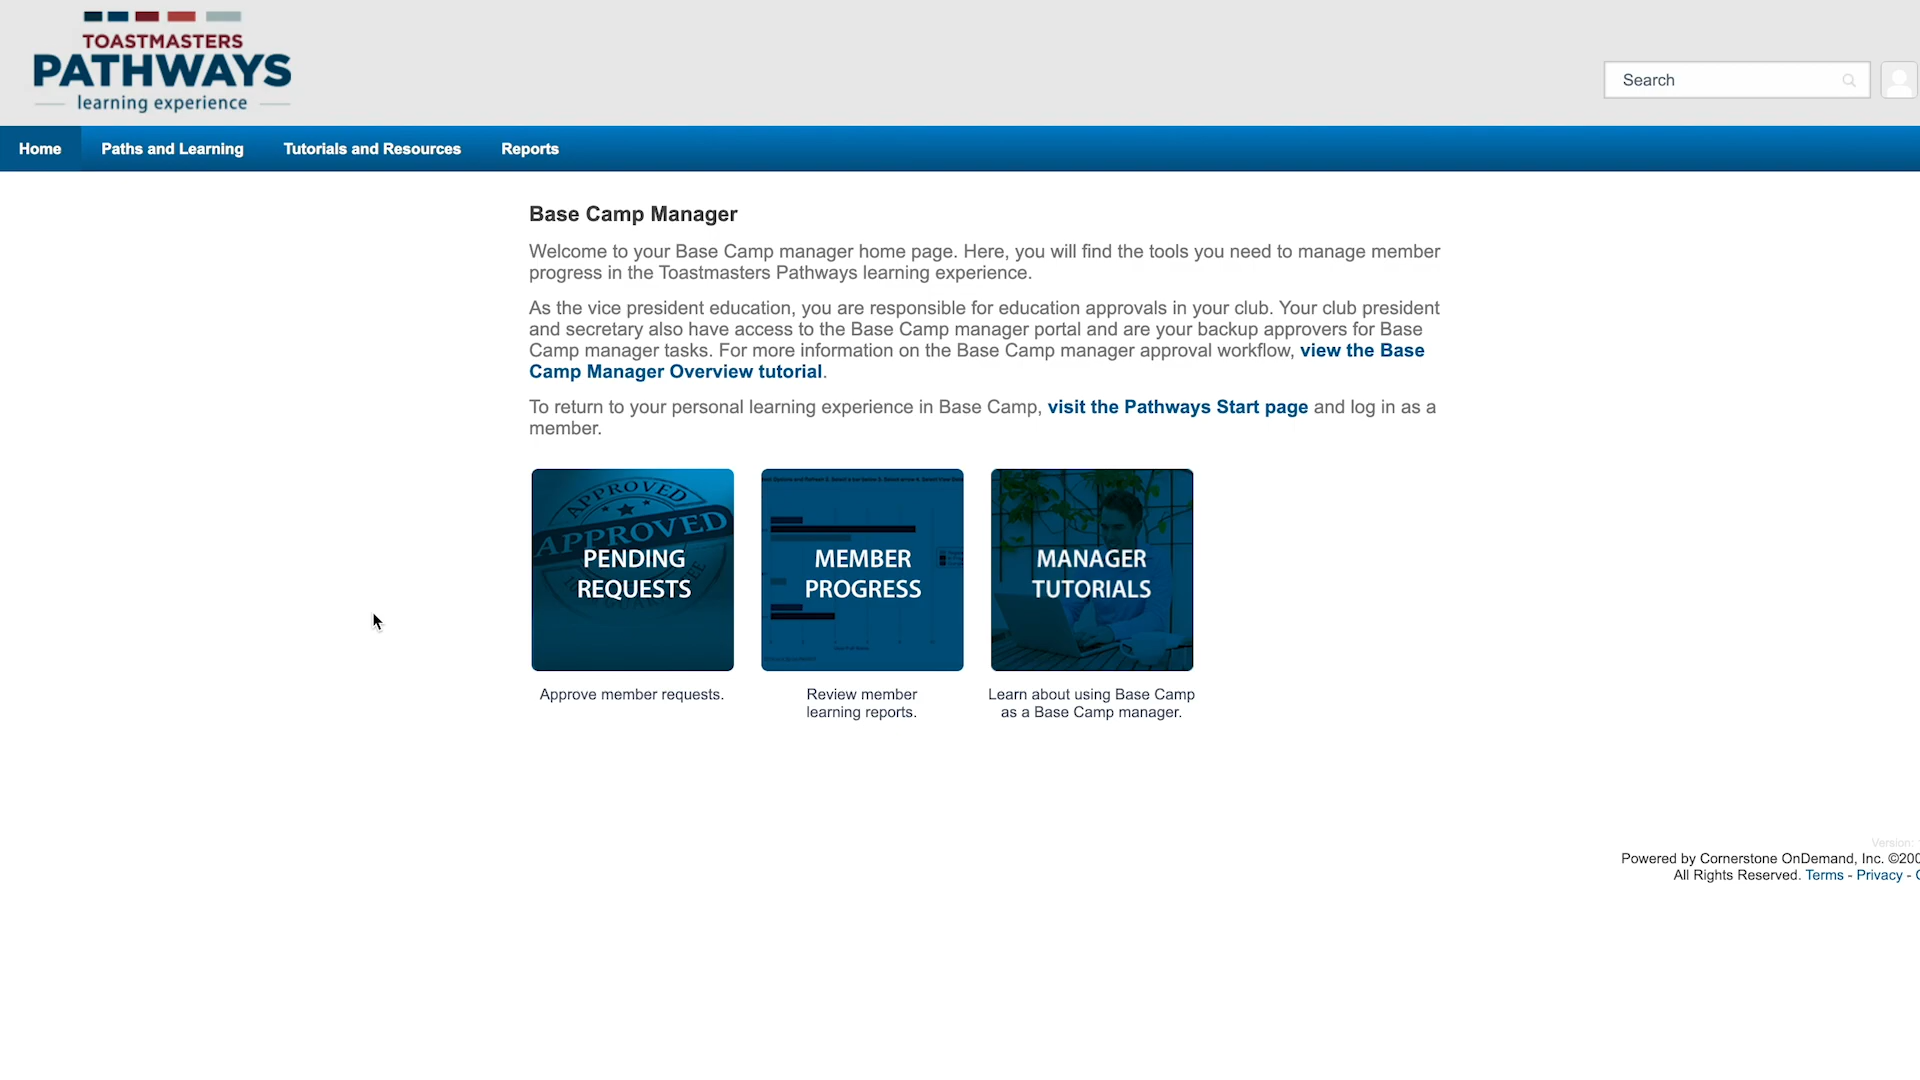 TOASTMASTERS
PATHWAYS
learning experience
Search
Home
Paths and Learning
Tutorials and Resources
Reports
Base Camp Manager
Welcome to your Base Camp manager home page. Here, you will find the tools you need to manage member
progress in the Toastmasters Pathways learning experience.
As the vice president education, you are responsible for education approvals in your club. Your club president
and secretary also have access to the Base Camp manager portal and are your backup approvers for Base
Camp manager tasks. For more information on the Base Camp manager approval workflow, view the Base
Camp Manager Overview tutorial.
To return to your personal learning experience in Base Camp, visit the Pathways Start page and log in as a
member.
APPROVED
APPROVED
PENDING
REQUESTS
MEMBER
PROGRESS
MANAGER
TUTORIALS
Approve member requests.
Review member
learning reports.
Learn about using Base Camp
as a Base Camp manager.
Version:
Powered by Cornerstone OnDemand, Inc. ©200
All Rights Reserved. Terms - Privacy -